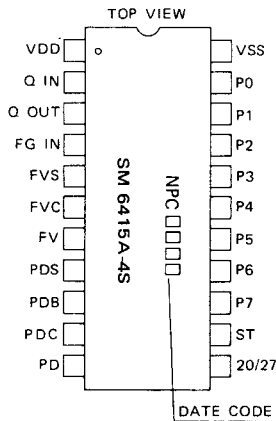 TOP VIEW
VDD VSS
Q IN P0
Q OUT P1
FG IN P2
FVS P3
FVC P4
FV P5
PDS P6
PDB P7
PDC ST
PD 20/27
SM 6415A-4S
NPC
DATE CODE